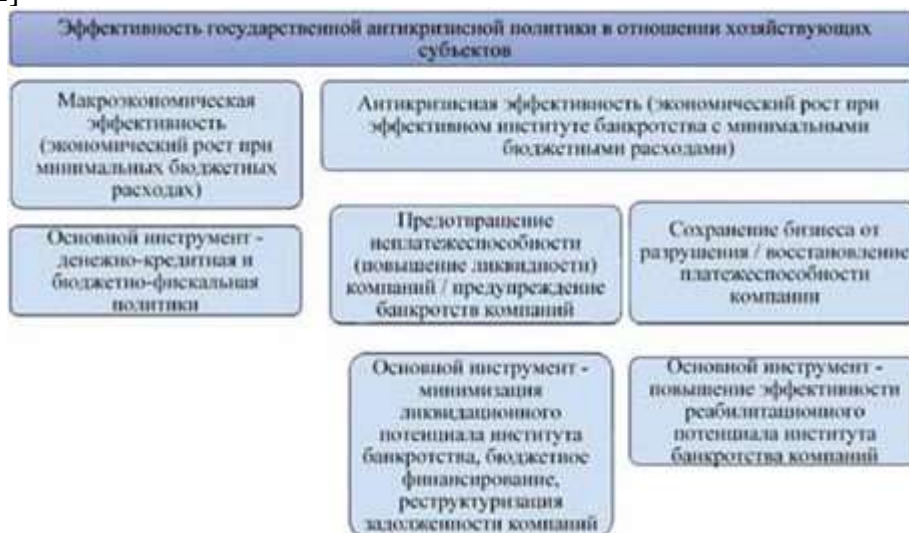 Эффективность государственной антикризисной политики в отношении хозяйствующих
субъектов
Макроэкономическая
эффективность
(экономический рост при
минимальных бюджетных
расходах)
Основной инструмент -
денежно-кредитная и
бюджетно-фискальная
политики
Антикризисная эффективность (экономический рост при
эффективном институте банкротства с минимальными
бюджетными расходами)
Предотвращение
неплатежеспособности
(повышение ликвидности)
компаний / предупреждение
банкротств компаний
Основной инструмент -
минимизация
ликвидационного
потенциала института
банкротства, бюджетное
финансирование,
реструктуризация
задолженности компаний
Сохранение бизнеса от
разрушения / восстановление
платежеспособности
компании
Основной инструмент -
повышение эффективности
реабилитационного
потенциала института
банкротства компаний